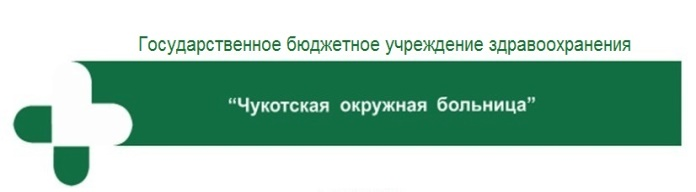 Государственное бюджетное учреждение здравоохранения
“Чукотская окружная больница”